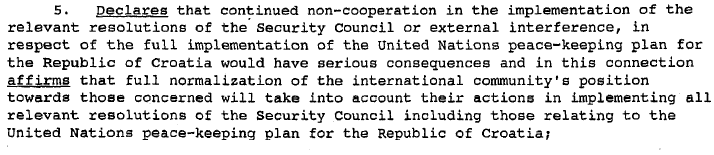 5. Declares that continued non-cooperation in the implementation of the
relevant resolutions of the Security Council or external interference, in
respect of the full implementation of the United Nations peace-keeping plan for
the Republic of Croatia would have serious consequences and in this connection
affirms that full normalization of the international community's position
towards those concerned will take into account their actions in implementing all
relevant resolutions of the Security Council including those relating to the
United Nations peace-keeping plan for the Republic of Croatia;